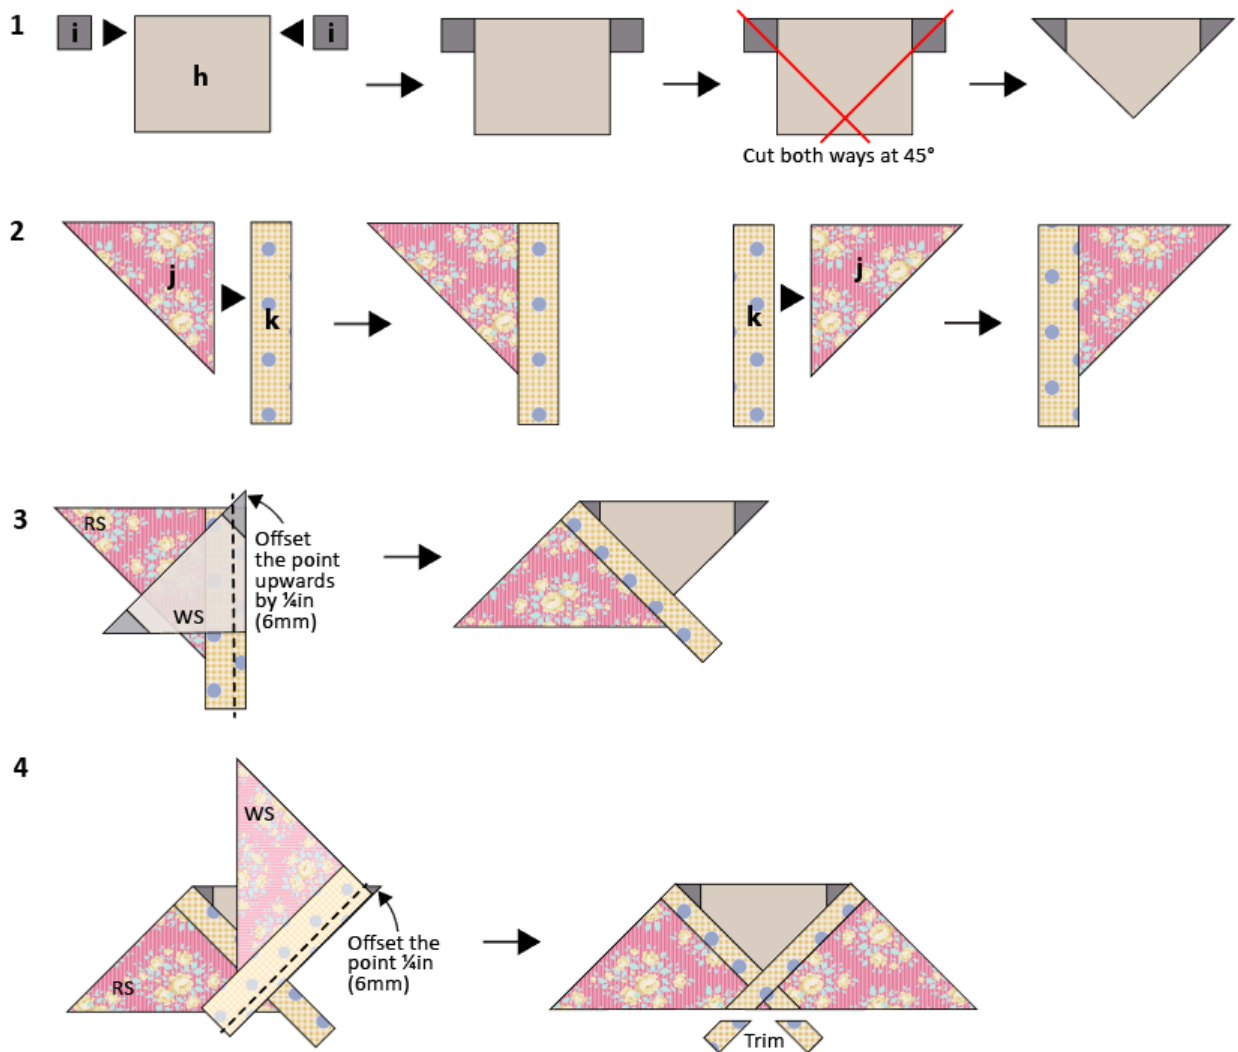 1
i
i
h
Cut both ways at 45°
2
j
k
k
j
3
RS
WS
Offset
the point
upwards
by ¼in
(6mm)
4
WS
RS
Offset the
point ¼in
(6mm)
Trim